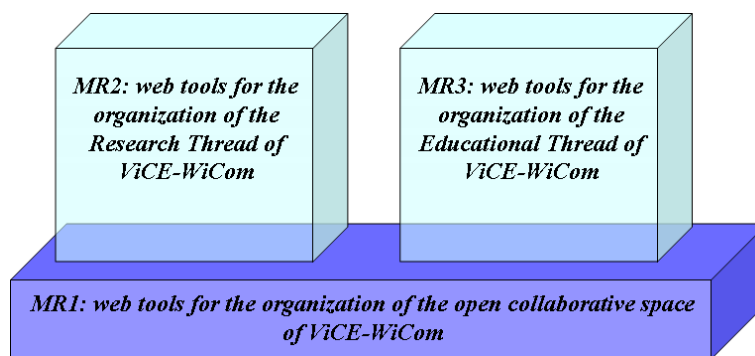 MR2: web tools for the
organization of the
Research Thread of
ViCE-WiCom
MR3: web tools for the
organization of the
Educational Thread of
ViCE-WiCom
MR1: web tools for the organization of the open collaborative space
of ViCE-WiCom